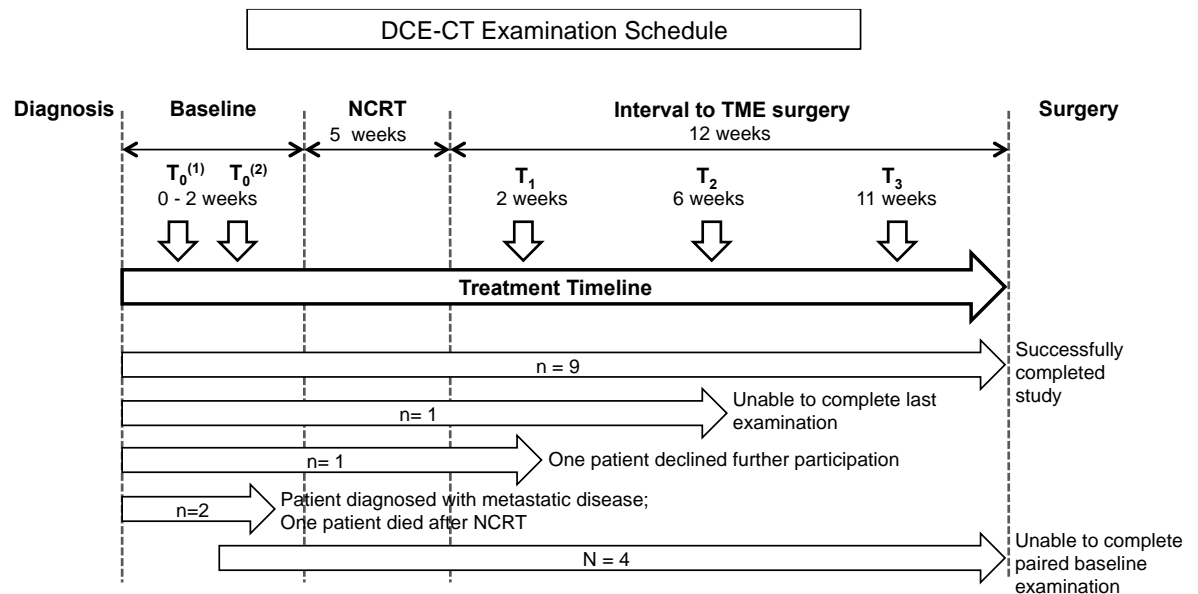 DCE-CT Examination Schedule
Diagnosis Baseline NCRT Interval to TME surgery Surgery
5 weeks 12 weeks
T0(1) T0(2) T1 T2 T3
0 - 2 weeks 2 weeks 6 weeks 11 weeks
Treatment Timeline
n = 9
Successfully
completed
study
n= 1
Unable to complete last
examination
n= 1
One patient declined further participation
n=2
Patient diagnosed with metastatic disease;
One patient died after NCRT
N = 4
Unable to complete
paired baseline
examination